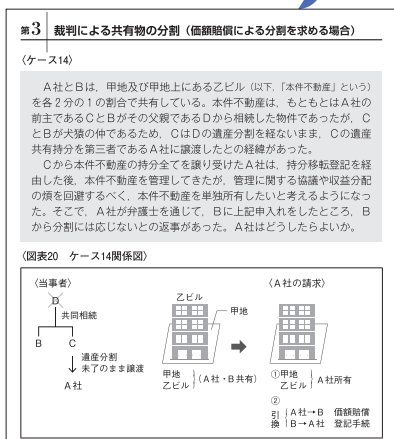 第3 裁判による共有物の分割（価額賠償による分割を求める場合）
〈ケース14〉
A社とBは，甲地及び甲地上にある乙ビル（以下，「本件不動産」という）
を各2分の1の割合で共有している。本件不動産は，もともとはA社の
前主であるCとBがその父親であるDから相続した物件であったが，C
とBが犬猿の仲であるため，CはDの遺産分割を経ないまま，Cの遺産
共有持分を第三者であるA社に譲渡したとの経緯があった。
Cから本件不動産の持分全てを譲り受けたA社は，持分移転登記を経
由した後，本件不動産を管理してきたが，管理に関する協議や収益分配
の煩を回避するべく，本件不動産を単独所有したいと考えるようになっ
た。そこで，A社が弁護士を通じて，Bに上記申入れをしたところ，B
から分割には応じないとの返事があった。A社はどうしたらよいか。
〈図表20 ケース14関係図〉
〈当事者〉
D
共同相続
B C
遺産分割
未了のまま譲渡
A社
乙ビル
甲地
甲地
乙ビル
（A社・B共有）
〈A社の請求〉
①甲地
乙ビル
A社所有
②
引換
A社→B 価額賠償
B→A社 登記手続